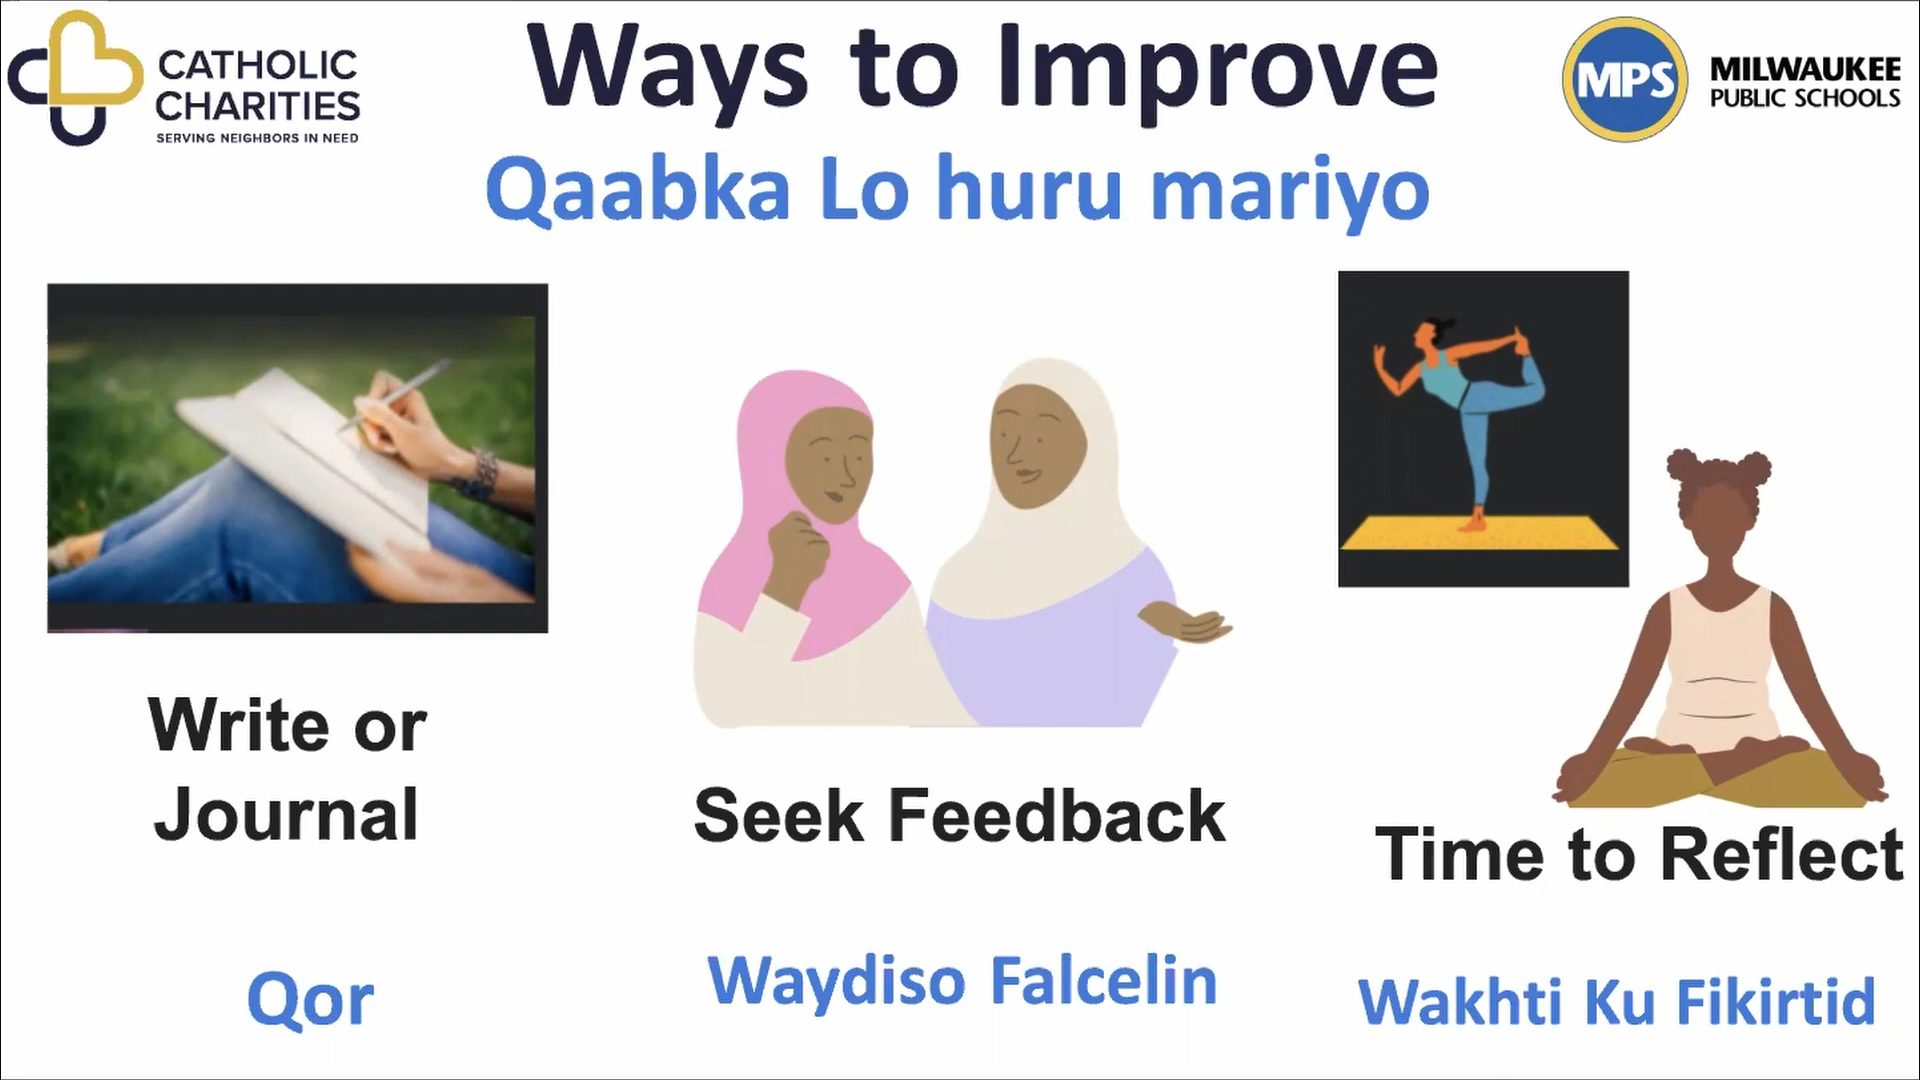 CATHOLIC
CHARITIES
SERVING NEIGHBORS IN NEED
Ways to Improve
MPS
MILWAUKEE
PUBLIC SCHOOLS
Qaabka Lo huru mariyo
Write or
Journal
Seek Feedback
Time to Reflect
Qor
Waydiso Falcelin
Wakhti Ku Fikirtid